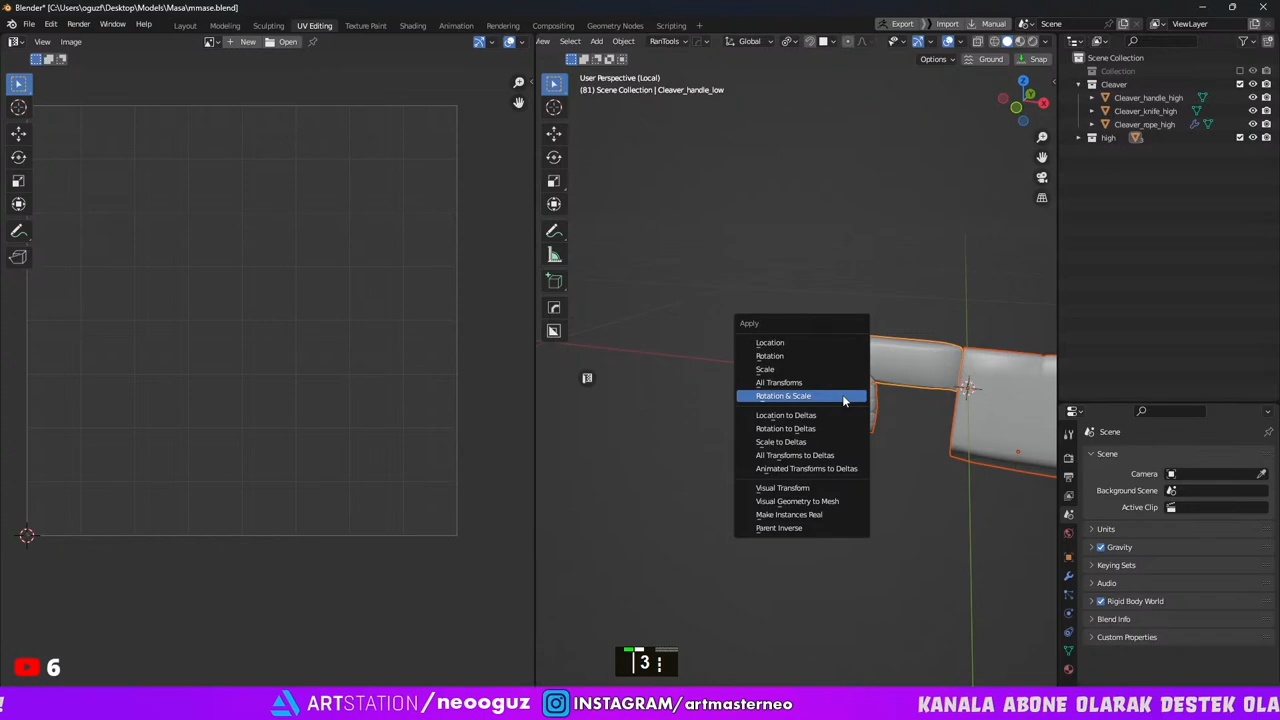 Blender* [C:\Users\oguzf\Desktop\Models\Masa\mmase.blend]
File Edit Render Window Help Layout Modeling Sculpting UV Editing Texture Painting Shading Animation Rendering Compositing Geometry Nodes Scripting Export Import Manual Scene ViewLayer
View Image New Open
View Select Add Object RanTools Global
Options Ground Snap
User Perspective (Local)
(81) Scene Collection | Cleaver_handle_low
Z
Y
X
Scene Collection
Collection
Cleaver
Cleaver_handle_high
Cleaver_knife_high
Cleaver_rope_high
high
Apply
Location
Rotation
Scale
All Transforms
Rotation & Scale
Location to Deltas
Rotation to Deltas
Scale to Deltas
All Transforms to Deltas
Animated Transforms to Deltas
Visual Transform
Visual Geometry to Mesh
Make Instances Real
Parent Inverse
Scene
Scene
Camera
Background Scene
Active Clip
Units
Gravity
Keying Sets
Audio
Rigid Body World
Blend Info
Custom Properties
6
3
ARTSTATION/neooguz INSTAGRAM/artmasterneo KANALA ABONE OLARAK DESTEK OLA